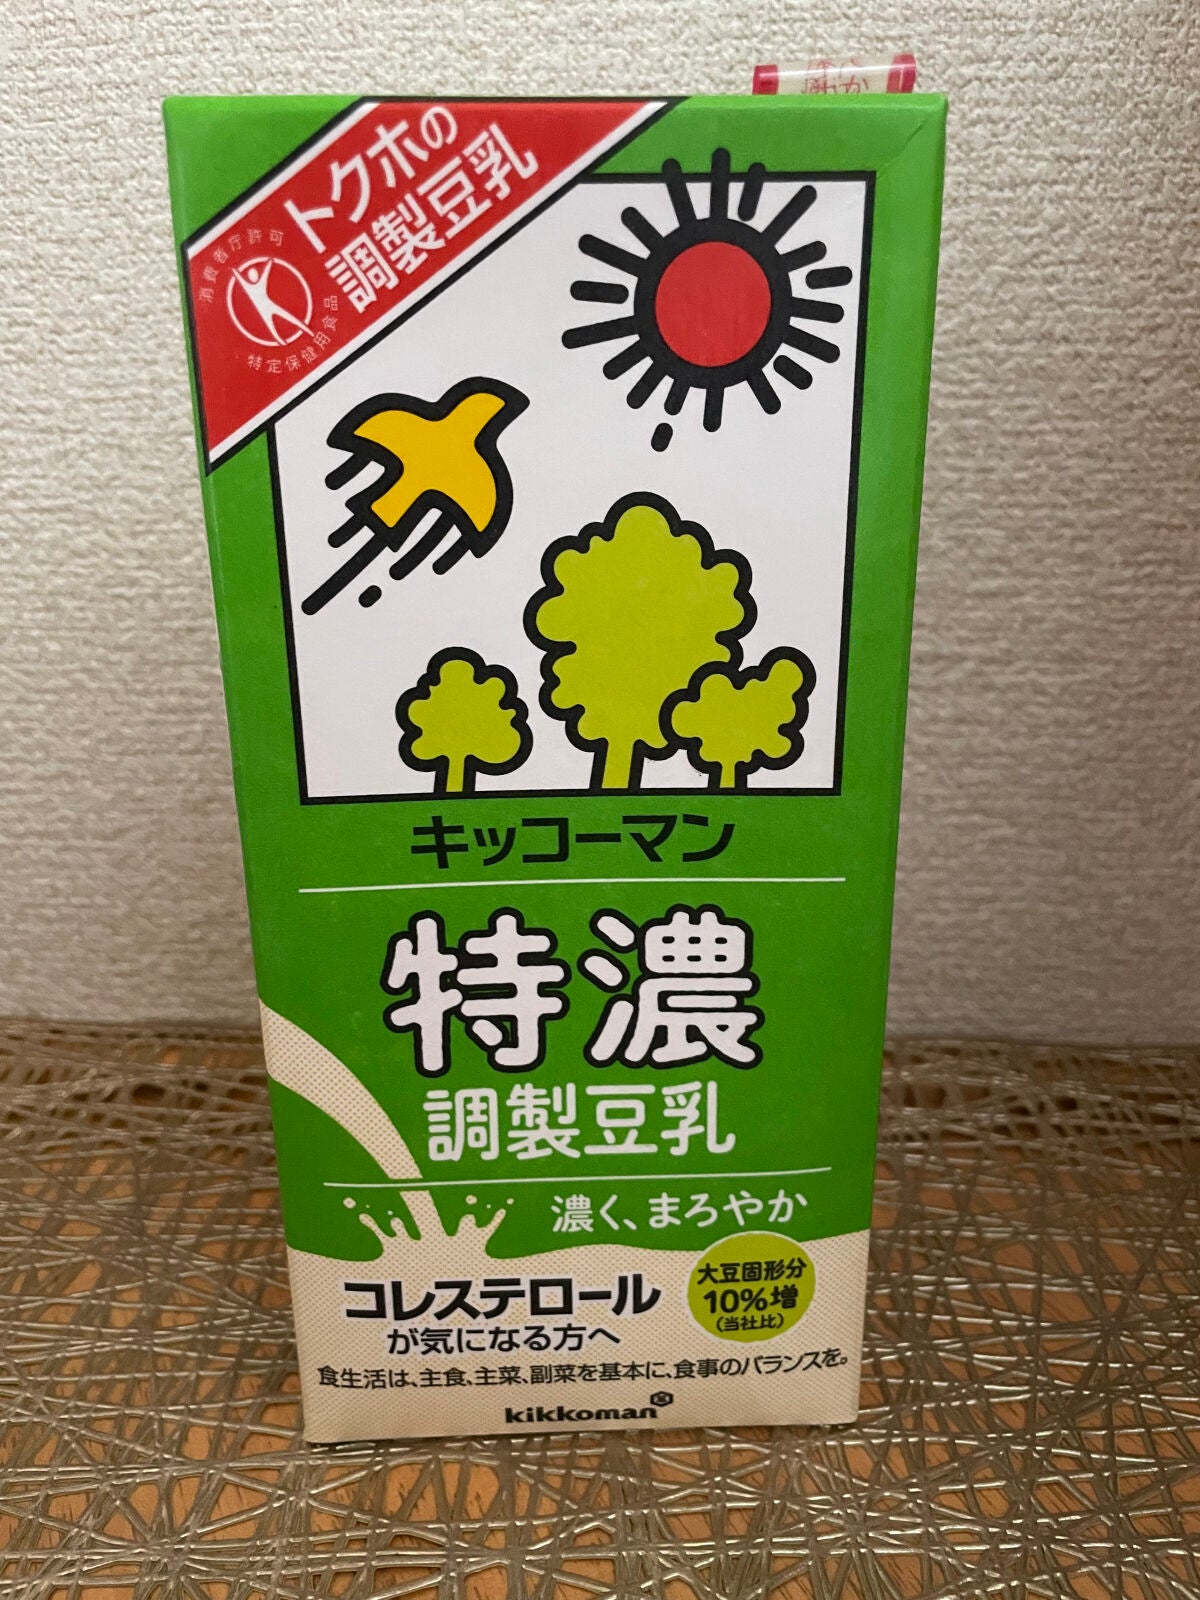 トクホの
調製豆乳
消費者庁許可
特定保健用食品
キッコーマン
特濃
調製豆乳
濃く、まろやか
大豆固形分
10%増
(当社比)
コレステロール
が気になる方へ
食生活は、主食、主菜、副菜を基本に、食事のバランスを。
kikkoman